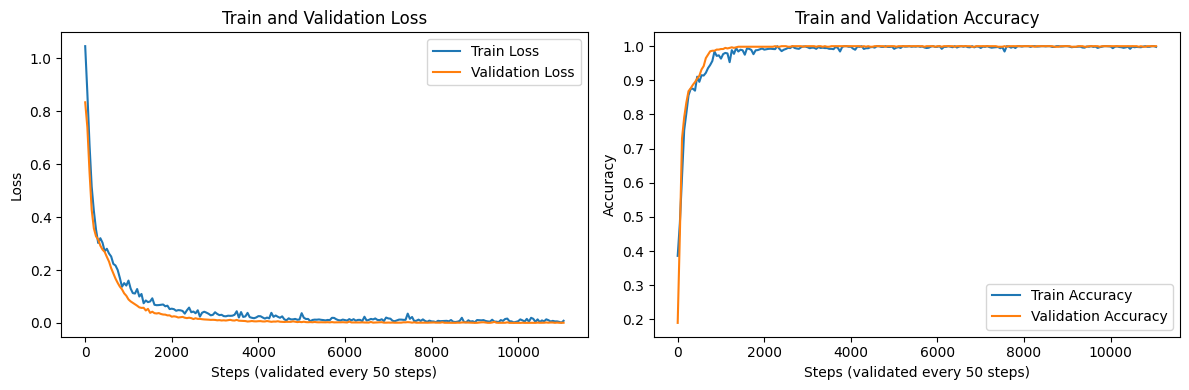 Train and Validation Loss
Train Loss
Validation Loss
1.0
0.8
0.6
0.4
0.2
0.0
Loss
0
2000
4000
6000
8000
10000
Steps (validated every 50 steps)
Train and Validation Accuracy
1.0
0.9
0.8
0.7
0.6
0.5
0.4
0.3
0.2
Accuracy
Train Accuracy
Validation Accuracy
0
2000
4000
6000
8000
10000
Steps (validated every 50 steps)